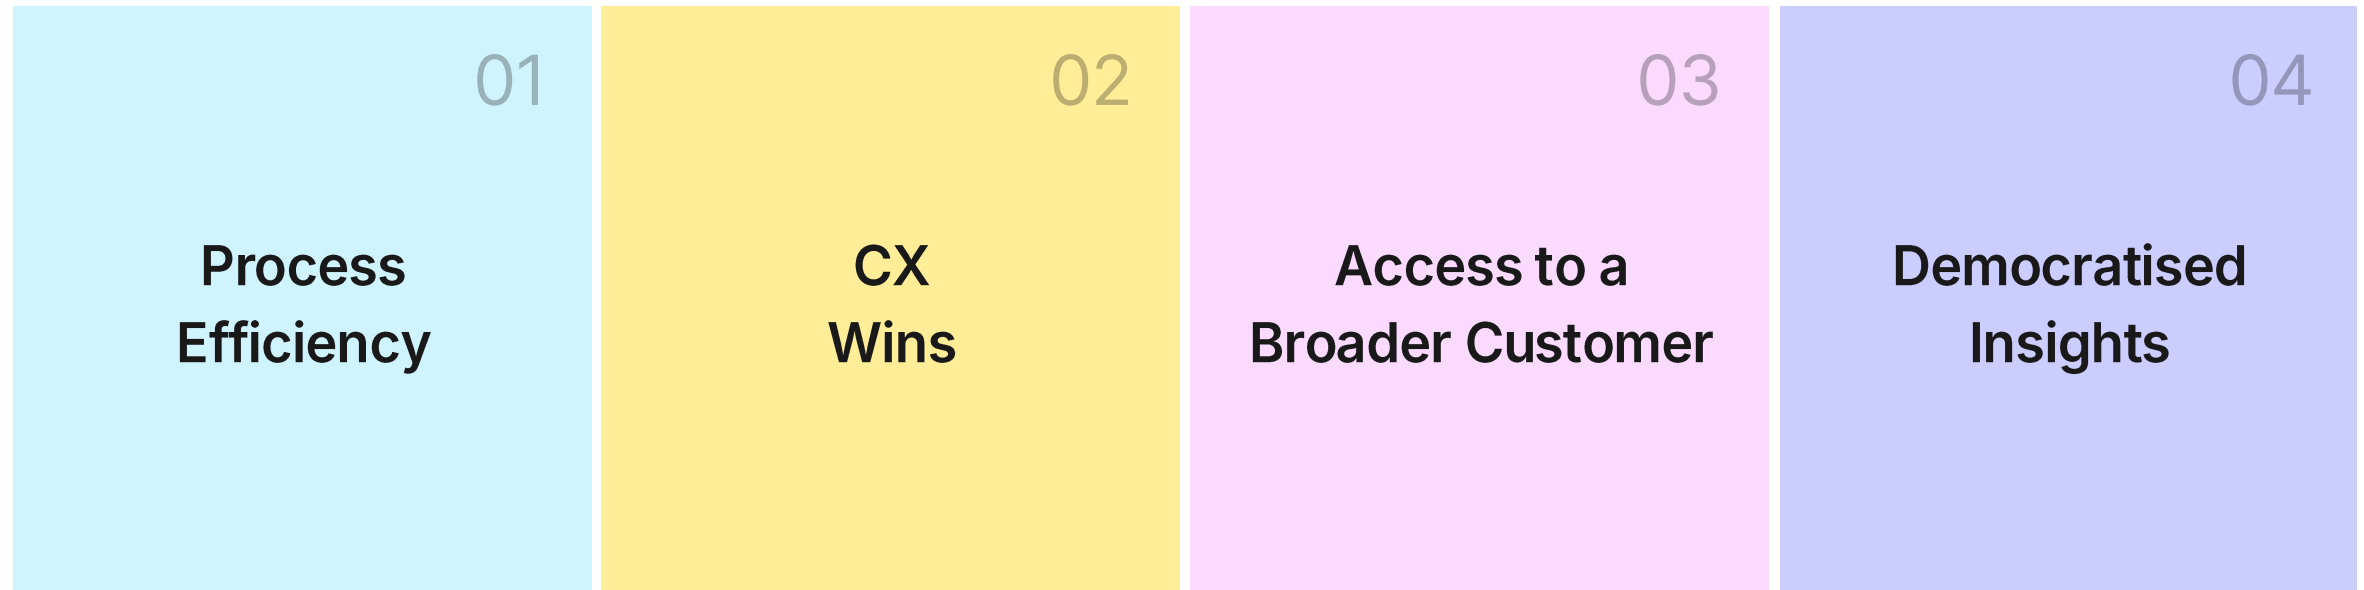 01
Process
Efficiency
02
CX
Wins
03
Access to a
Broader Customer
04
Democratised
Insights